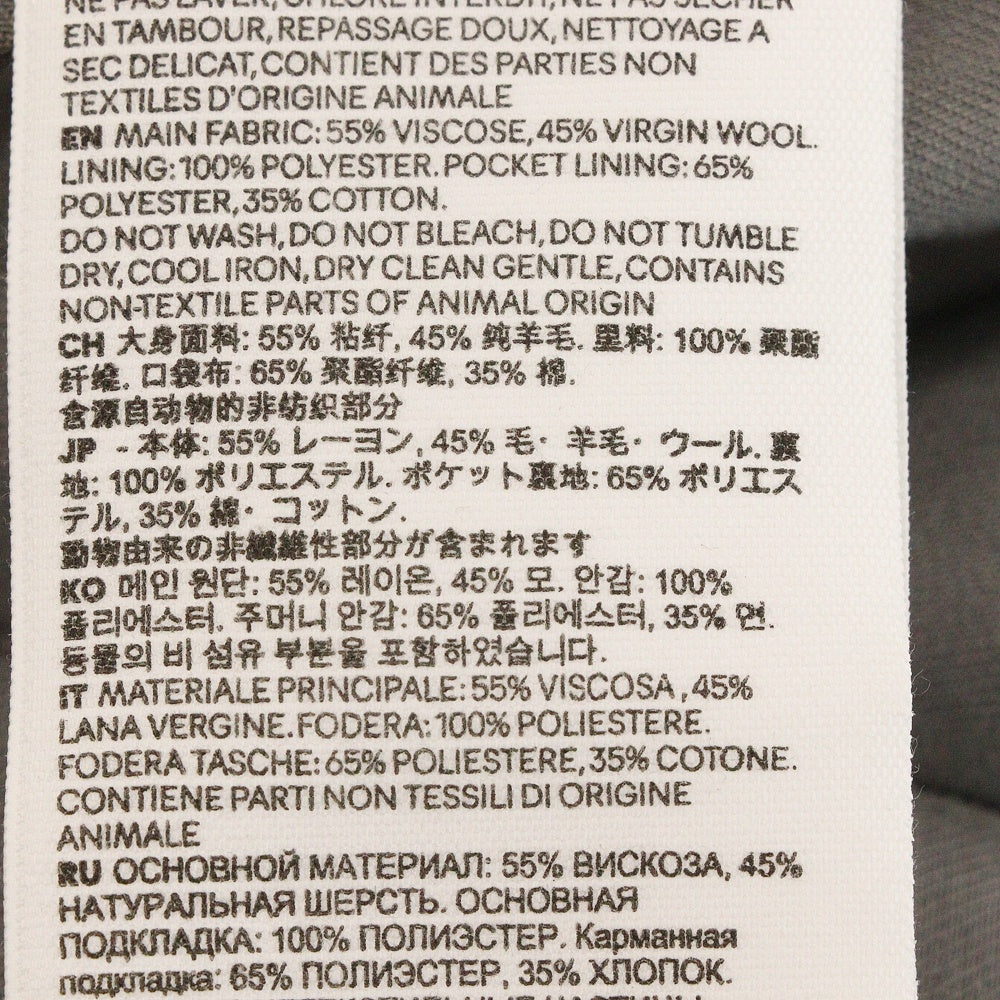 NE PAS LAVER, CHLORE INTERDIT, NE PAS SECHER
EN TAMBOUR, REPASSAGE DOUX, NETTOYAGE A
SEC DELICAT, CONTIENT DES PARTIES NON
TEXTILES D'ORIGINE ANIMALE
EN MAIN FABRIC: 55% VISCOSE, 45% VIRGIN WOOL.
LINING: 100% POLYESTER. POCKET LINING: 65%
POLYESTER, 35% COTTON.
DO NOT WASH, DO NOT BLEACH, DO NOT TUMBLE
DRY, COOL IRON, DRY CLEAN GENTLE, CONTAINS
NON-TEXTILE PARTS OF ANIMAL ORIGIN
CH 大身面料: 55% 粘纤, 45% 纯羊毛. 里料: 100% 聚酯
纤维. 口袋布: 65% 聚酯纤维, 35% 棉.
含源自动物的非纺织部分
JP - 本体: 55% レーヨン, 45% 毛・ 羊毛・ ウール. 裏
地: 100% ポリエステル. ポケット裏地: 65% ポリエス
テル, 35% 綿・ コットン.
動物由来の非繊維性部分が含まれます
KO 메인 원단: 55% 레이온, 45% 모. 안감: 100%
폴리에스터. 주머니 안감: 65% 폴리에스터, 35% 면.
동물의 비 섬유 부분을 포함하였습니다.
IT MATERIALE PRINCIPALE: 55% VISCOSA , 45%
LANA VERGINE. FODERA: 100% POLIESTERE.
FODERA TASCHE: 65% POLIESTERE, 35% COTONE.
CONTIENE PARTI NON TESSILI DI ORIGINE
ANIMALE
RU ОСНОВНОЙ МАТЕРИАЛ: 55% ВИСКОЗА, 45%
НАТУРАЛЬНАЯ ШЕРСТЬ. ОСНОВНАЯ
ПОДКЛАДКА: 100% ПОЛИЭСТЕР. Карманная
подкладка: 65% ПОЛИЭСТЕР, 35% ХЛОПОК.